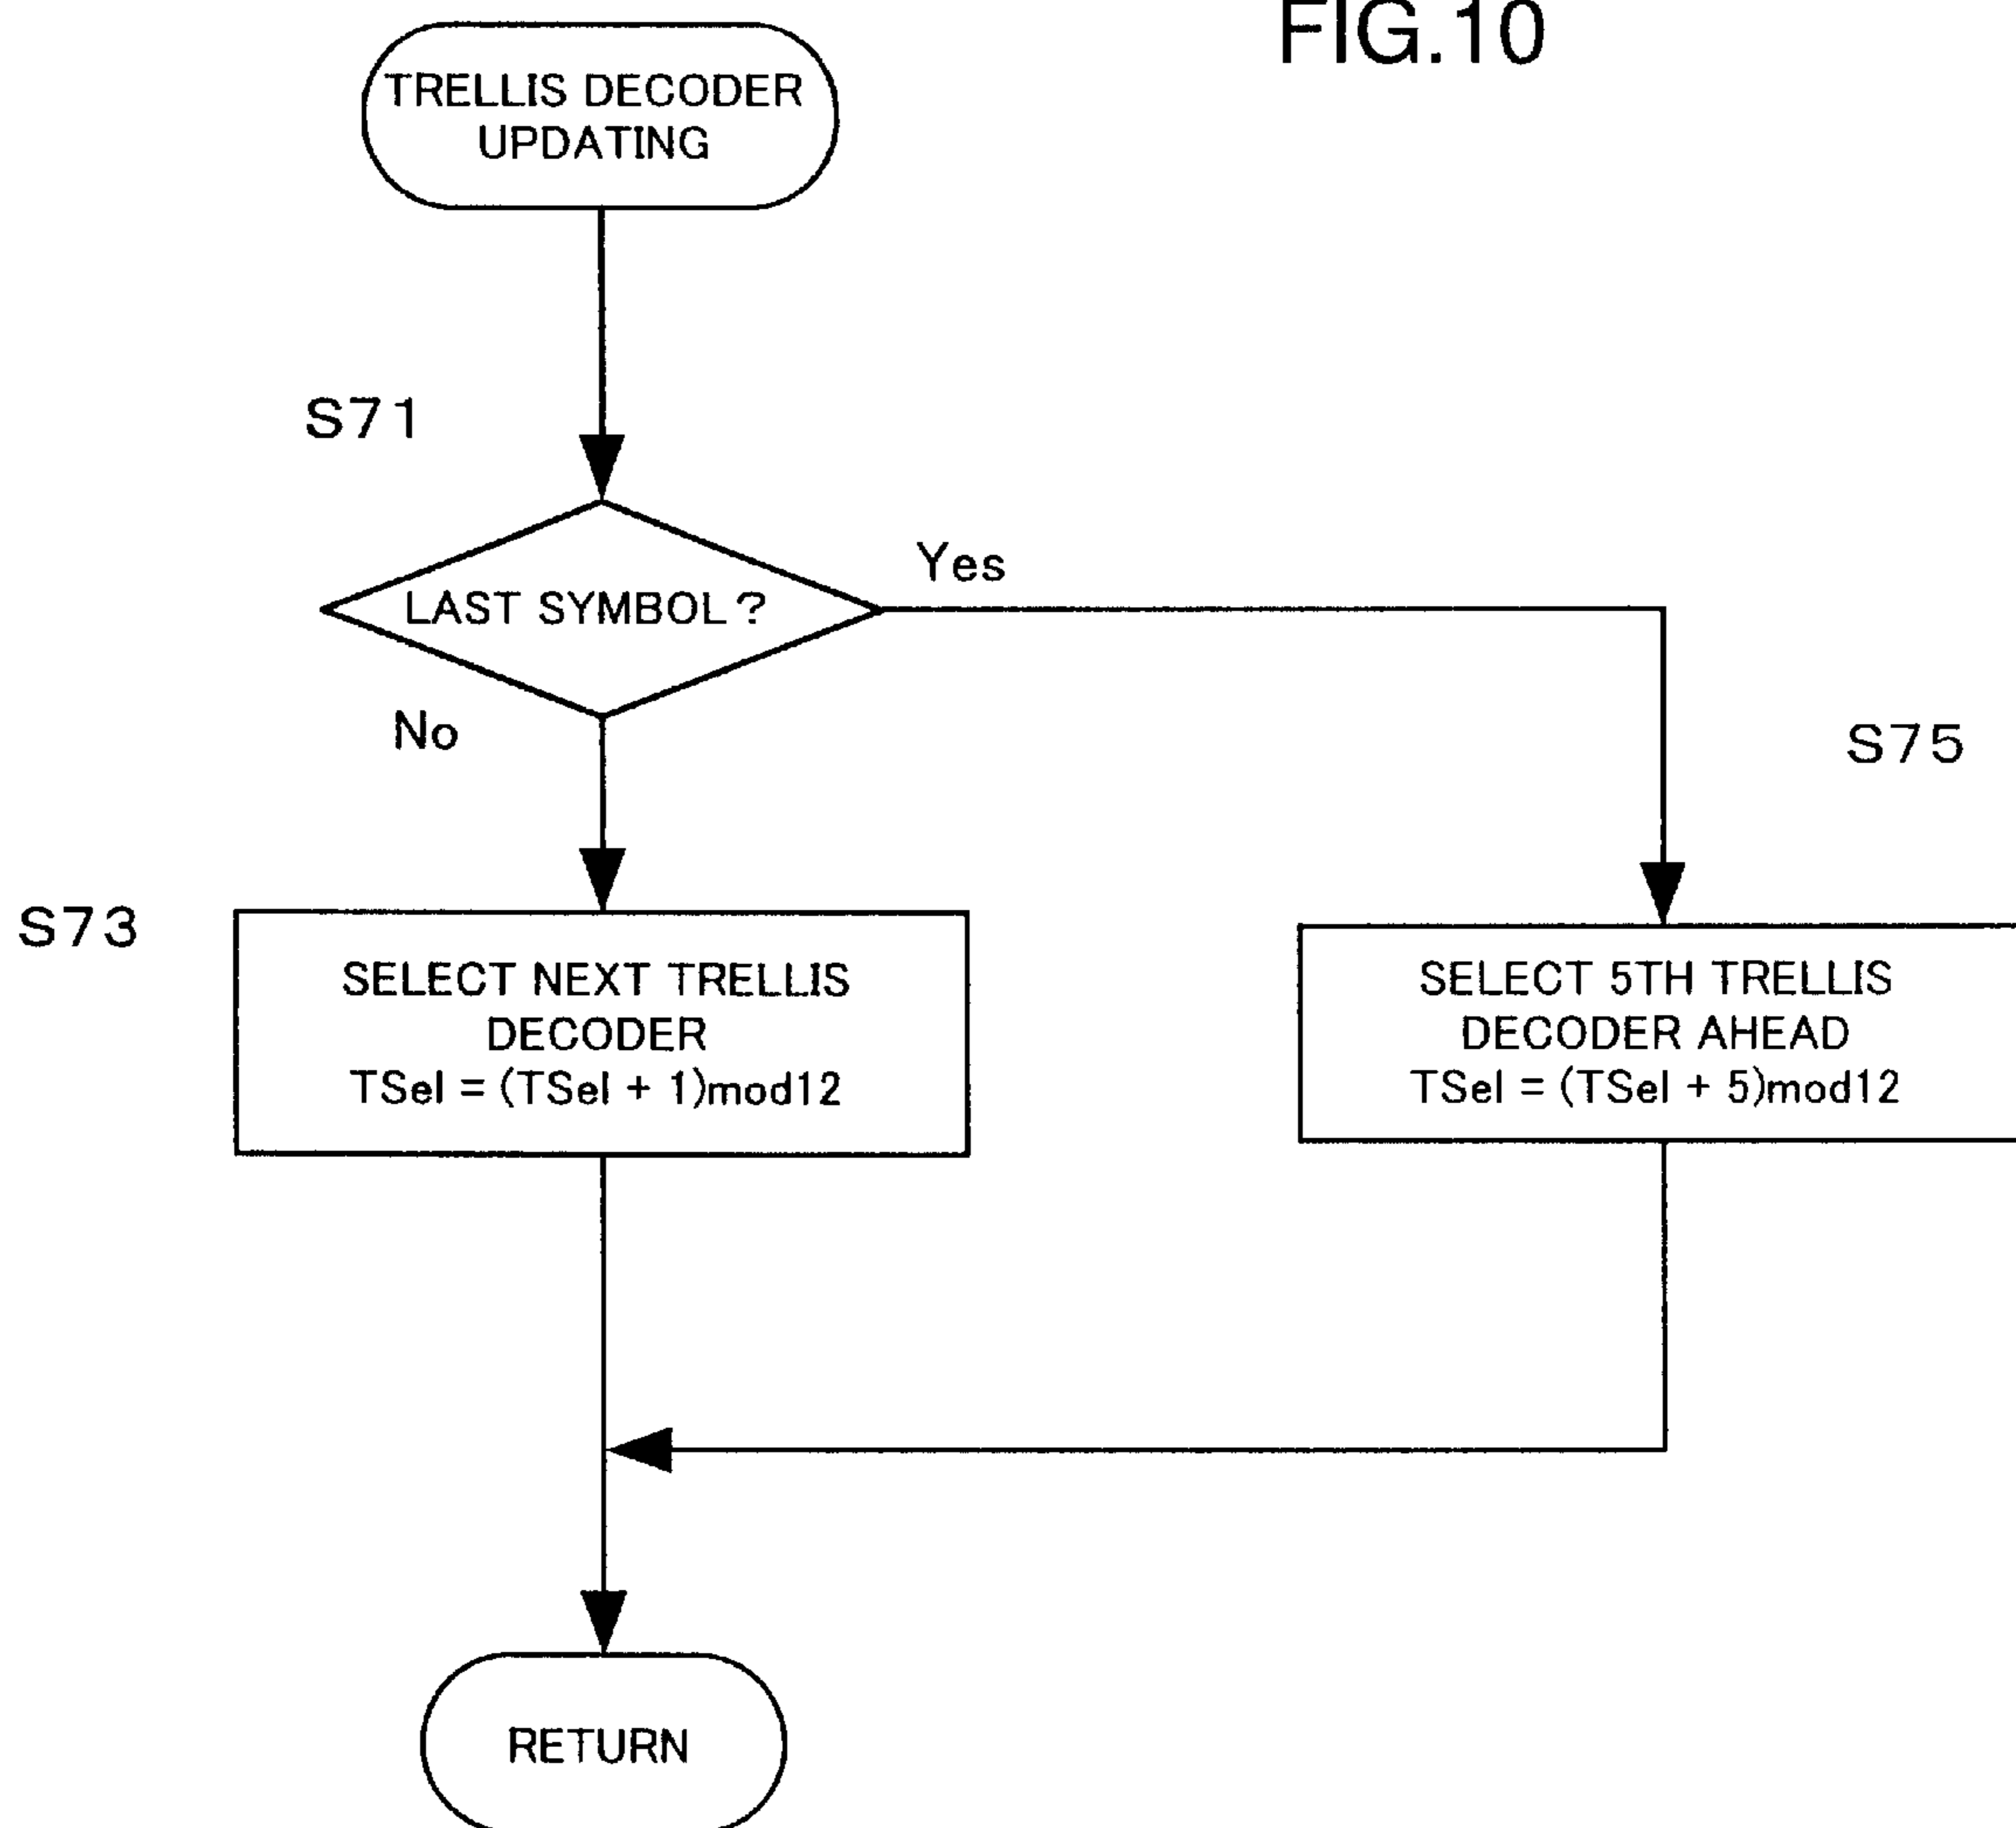 FIG.10
TRELLIS DECODER
UPDATING
S71
LAST SYMBOL?
Yes
No
S75
S73
SELECT NEXT TRELLIS
DECODER
TSel = (TSel + 1)mod12
SELECT 5TH TRELLIS
DECODER AHEAD
TSel = (TSel + 5)mod12
RETURN